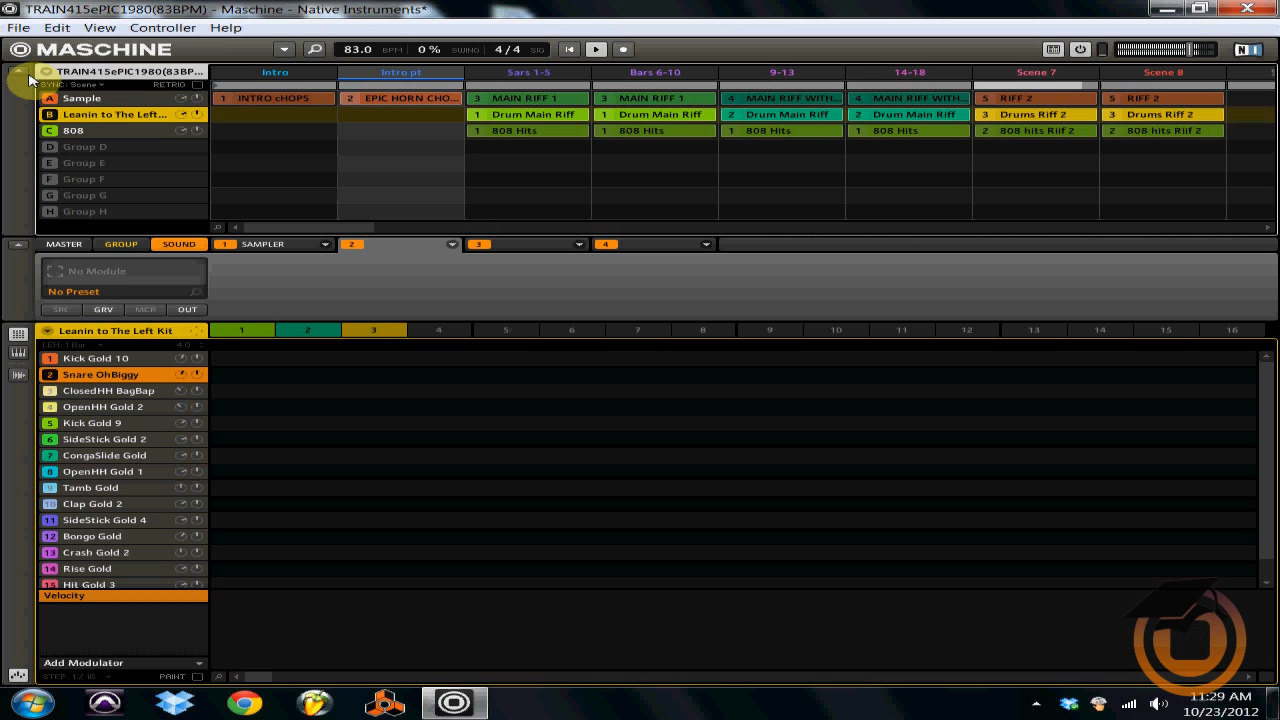 TRAIN415ePIC1980(83BPM) - Maschine - Native Instruments*
File Edit View Controller Help
MASCHINE 83.0 BPM 0% SWING 4/4 SIG
TRAIN415ePIC1980(83BP... Intro Intro pt Bars 1-5 Bars 6-10 9-13 14-18 Scene 7 Scene 8
SYNC: Scene RETRIG
A Sample 1 INTRO cHOPS 2 EPIC HORN CHO... 3 MAIN RIFF 1 3 MAIN RIFF 1 4 MAIN RIFF WITH... 4 MAIN RIFF WITH... 5 RIFF 2 5 RIFF 2
B Leanin to The Left... 1 Drum Main Riff 1 Drum Main Riff 2 Drum Main Riff 2 Drum Main Riff 3 Drums Riff 2 3 Drums Riff 2
C 808 1 808 Hits 1 808 Hits 1 808 Hits 1 808 Hits 2 808 hits Riff 2 2 808 hits Riff 2
D Group D
E Group E
F Group F
G Group G
H Group H
MASTER GROUP SOUND 1 SAMPLER 2 3 4
No Module
No Preset
SRC GRV MCR OUT
Leanin to The Left Kit 1 2 3 4 5 6 7 8 9 10 11 12 13 14 15 16
LEN: 1 Bar 4.0
1 Kick Gold 10
2 Snare OhBiggy
3 ClosedHH BagBap
4 OpenHH Gold 2
5 Kick Gold 9
6 SideStick Gold 2
7 CongaSlide Gold
8 OpenHH Gold 1
9 Tamb Gold
10 Clap Gold 2
11 SideStick Gold 4
12 Bongo Gold
13 Crash Gold 2
14 Rise Gold
15 Hit Gold 3
Velocity
Add Modulator
STEP: 1 / 16 PAINT
11:29 AM
10/23/2012